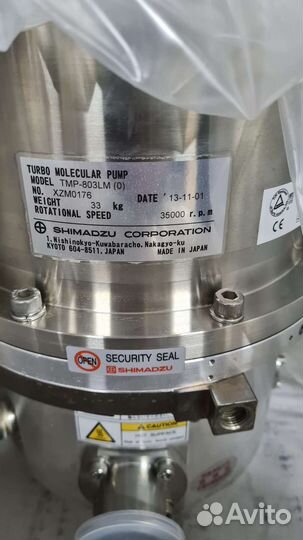 TURBO MOLECULAR PUMP
MODEL TMP-803LM (O)
NO. XZM0176 DATE '13-11-01
WEIGHT 33 kg
ROTATIONAL SPEED 35000 r.p.m
SHIMADZU CORPORATION
1.Nishinokyo-Kuwabaracho.Nakagyo-ku
KYOTO 604-8511.JAPAN MADE IN JAPAN
OPEN SECURITY SEAL
SHIMADZU
CAUTION
HOT SURFACE
Avito